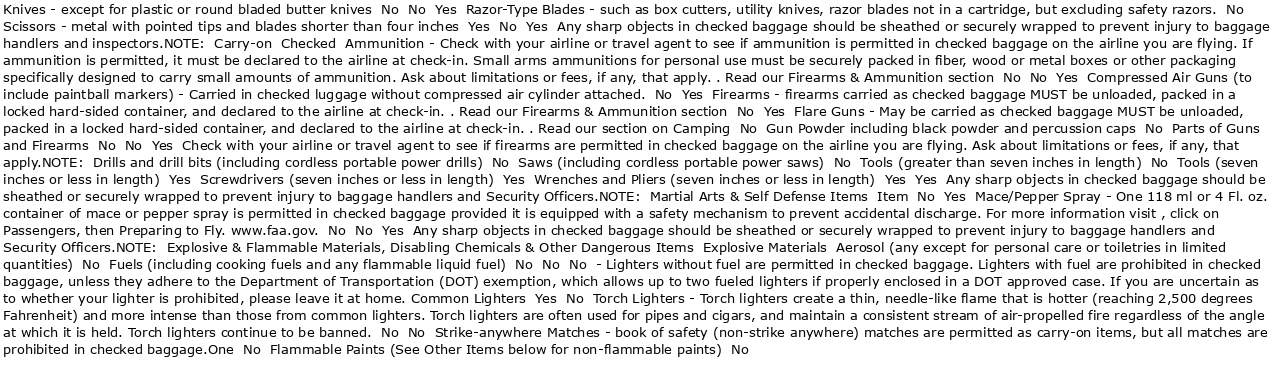 Knives - except for plastic or round bladed butter knives  No  No  Yes  Razor-Type Blades - such as box cutters, utility knives, razor blades not in a cartridge, but excluding safety razors.  No
Scissors - metal with pointed tips and blades shorter than four inches  Yes  No  Yes  Any sharp objects in checked baggage should be sheathed or securely wrapped to prevent injury to baggage
handlers and inspectors.NOTE:  Carry-on  Checked  Ammunition - Check with your airline or travel agent to see if ammunition is permitted in checked baggage on the airline you are flying. If
ammunition is permitted, it must be declared to the airline at check-in. Small arms ammunitions for personal use must be securely packed in fiber, wood or metal boxes or other packaging
specifically designed to carry small amounts of ammunition. Ask about limitations or fees, if any, that apply. . Read our Firearms & Ammunition section  No  No  Yes  Compressed Air Guns (to
include paintball markers) - Carried in checked luggage without compressed air cylinder attached.  No  Yes  Firearms - firearms carried as checked baggage MUST be unloaded, packed in a
locked hard-sided container, and declared to the airline at check-in. . Read our Firearms & Ammunition section  No  Yes  Flare Guns - May be carried as checked baggage MUST be unloaded,
packed in a locked hard-sided container, and declared to the airline at check-in. . Read our section on Camping  No  Gun Powder including black powder and percussion caps  No  Parts of Guns
and Firearms  No  No  Yes  Check with your airline or travel agent to see if firearms are permitted in checked baggage on the airline you are flying. Ask about limitations or fees, if any, that
apply.NOTE:  Drills and drill bits (including cordless portable power drills)  No  Saws (including cordless portable power saws)  No  Tools (greater than seven inches in length)  No  Tools (seven
inches or less in length)  Yes  Screwdrivers (seven inches or less in length)  Yes  Wrenches and Pliers (seven inches or less in length)  Yes  Yes  Any sharp objects in checked baggage should be
sheathed or securely wrapped to prevent injury to baggage handlers and Security Officers.NOTE:  Martial Arts & Self Defense Items  Item  No  Yes  Mace/Pepper Spray - One 118 ml or 4 Fl. oz.
container of mace or pepper spray is permitted in checked baggage provided it is equipped with a safety mechanism to prevent accidental discharge. For more information visit , click on
Passengers, then Preparing to Fly. www.faa.gov.  No  No  Yes  Any sharp objects in checked baggage should be sheathed or securely wrapped to prevent injury to baggage handlers and
Security Officers.NOTE:  Explosive & Flammable Materials, Disabling Chemicals & Other Dangerous Items  Explosive Materials  Aerosol (any except for personal care or toiletries in limited
quantities)  No  Fuels (including cooking fuels and any flammable liquid fuel)  No  No  No  - Lighters without fuel are permitted in checked baggage. Lighters with fuel are prohibited in checked
baggage, unless they adhere to the Department of Transportation (DOT) exemption, which allows up to two fueled lighters if properly enclosed in a DOT approved case. If you are uncertain as
to whether your lighter is prohibited, please leave it at home. Common Lighters  Yes  No  Torch Lighters - Torch lighters create a thin, needle-like flame that is hotter (reaching 2,500 degrees
Fahrenheit) and more intense than those from common lighters. Torch lighters are often used for pipes and cigars, and maintain a consistent stream of air-propelled fire regardless of the angle
at which it is held. Torch lighters continue to be banned.  No  No  Strike-anywhere Matches - book of safety (non-strike anywhere) matches are permitted as carry-on items, but all matches are
prohibited in checked baggage.One  No  Flammable Paints (See Other Items below for non-flammable paints)  No